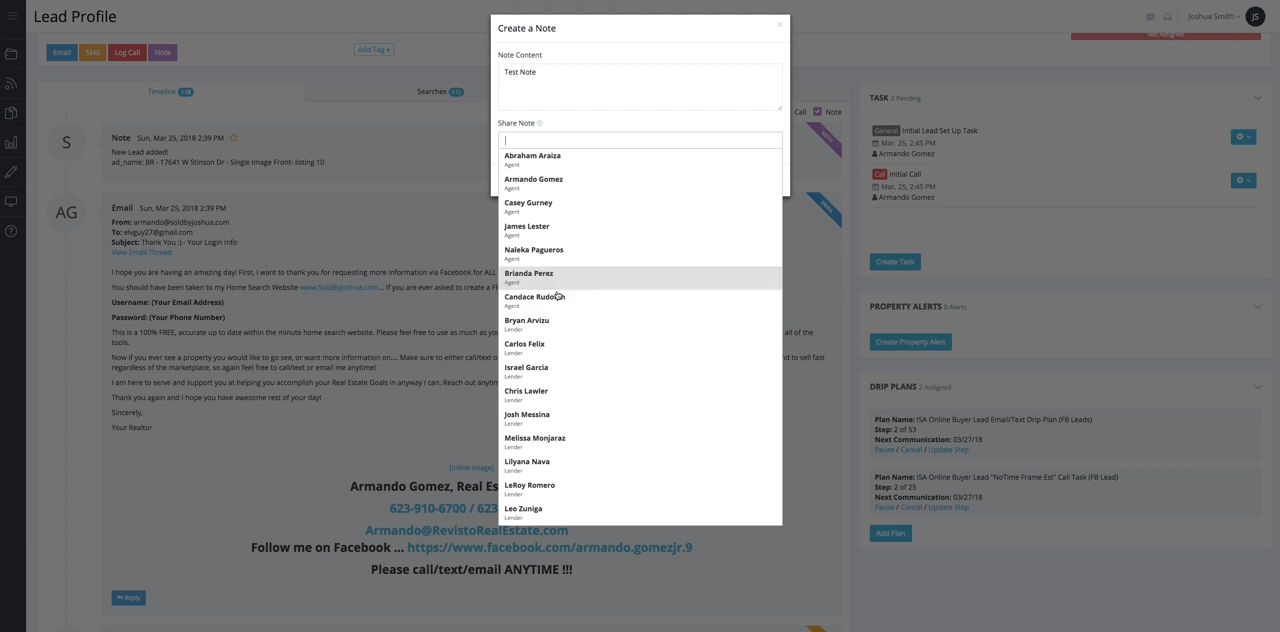 Lead Profile
Joshua Smith
JS
Email
SMS
Log Call
Note
Add Tag +
Not Assigned
Create a Note
×
Note Content
Test Note
Share Note
Abraham Araiza
Agent
Armando Gomez
Agent
Casey Gurney
Agent
James Lester
Agent
Naleka Pagueros
Agent
Brianda Perez
Agent
Candace
Agent
Bryan Arvizu
Lender
Carlos Felix
Lender
Israel Garcia
Lender
Chris Lawler
Lender
Josh Messina
Lender
Melissa Monjaraz
Lender
Lilyana Nava
Lender
LeRoy Romero
Lender
Leo Zuniga
Lender
Timeline
Searches
Call
Note
S
Note Sun, Mar 25, 2018 2:39 PM
New Lead added!
ad_name: BR - 17641 W Stinson Dr - Single Image Front- listing 10
NOTE
AG
Email Sun, Mar 25, 2018 2:39 PM
EMAIL
From: armando@soldbyjoshua.com
To: elvguy27@gmail.com
Subject: Thank You :) - Your Login Info
View Email Thread
I hope you are having an amazing day! First, I want to thank you for requesting more information via Facebook for ALL
You should have been taken to my Home Search Website www.SoldByJoshua.com... If you are ever asked to create a
Username: (Your Email Address)
Password: (Your Phone Number)
This is a 100% FREE, accurate up to date within the minute home search website. Please feel free to use as much as you all of the
tools.
Now if you ever see a property you would like to go see, or want more information on.... Make sure to either call/text or and to sell fast
regardless of the marketplace, so again feel free to call/text or email me anytime!
I am here to serve and support you at helping you accomplish your Real Estate Goals in anyway I can. Reach out
Thank you again and I hope you have awesome rest of your day!
Sincerely,
Your Realtor
[Inline image]
Armando Gomez, Real
623-910-6700 / 623
Armando@RevistoRealEstate.com
Follow me on Facebook ... https://www.facebook.com/armando.gomezjr.9
Please call/text/email ANYTIME !!!
Reply
TASK 2 Pending
General Initial Lead Set Up Task
Mar. 25, 2:45 PM
Armando Gomez
Call Initial Call
Mar. 25, 2:45 PM
Armando Gomez
Create Task
PROPERTY ALERTS 0 Alerts
Create Property Alert
DRIP PLANS 2 Assigned
Plan Name: ISA Online Buyer Lead Email/Text Drip Plan (FB Leads)
Step: 2 of 53
Next Communication: 03/27/18
Pause / Cancel / Update Step
Plan Name: ISA Online Buyer Lead "NoTime Frame Est" Call Task (FB Lead)
Step: 2 of 25
Next Communication: 03/27/18
Pause / Cancel / Update Step
Add Plan